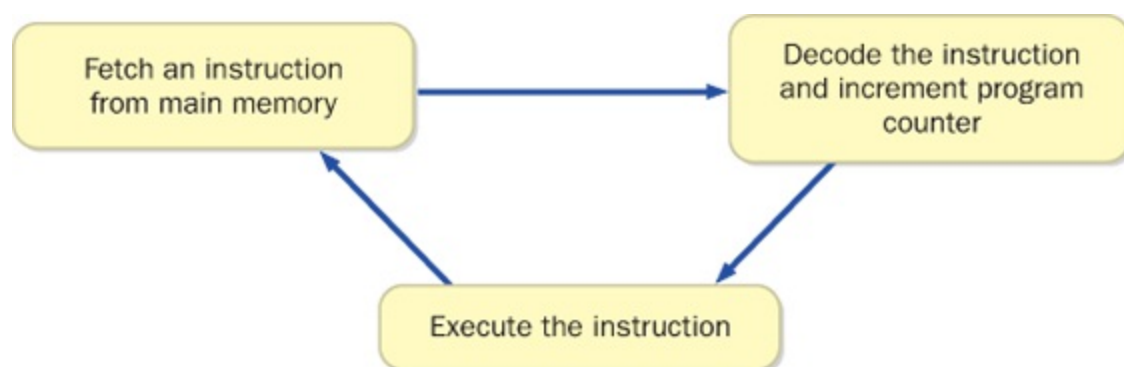 Fetch an instruction
from main memory
Decode the instruction
and increment program
counter
Execute the instruction